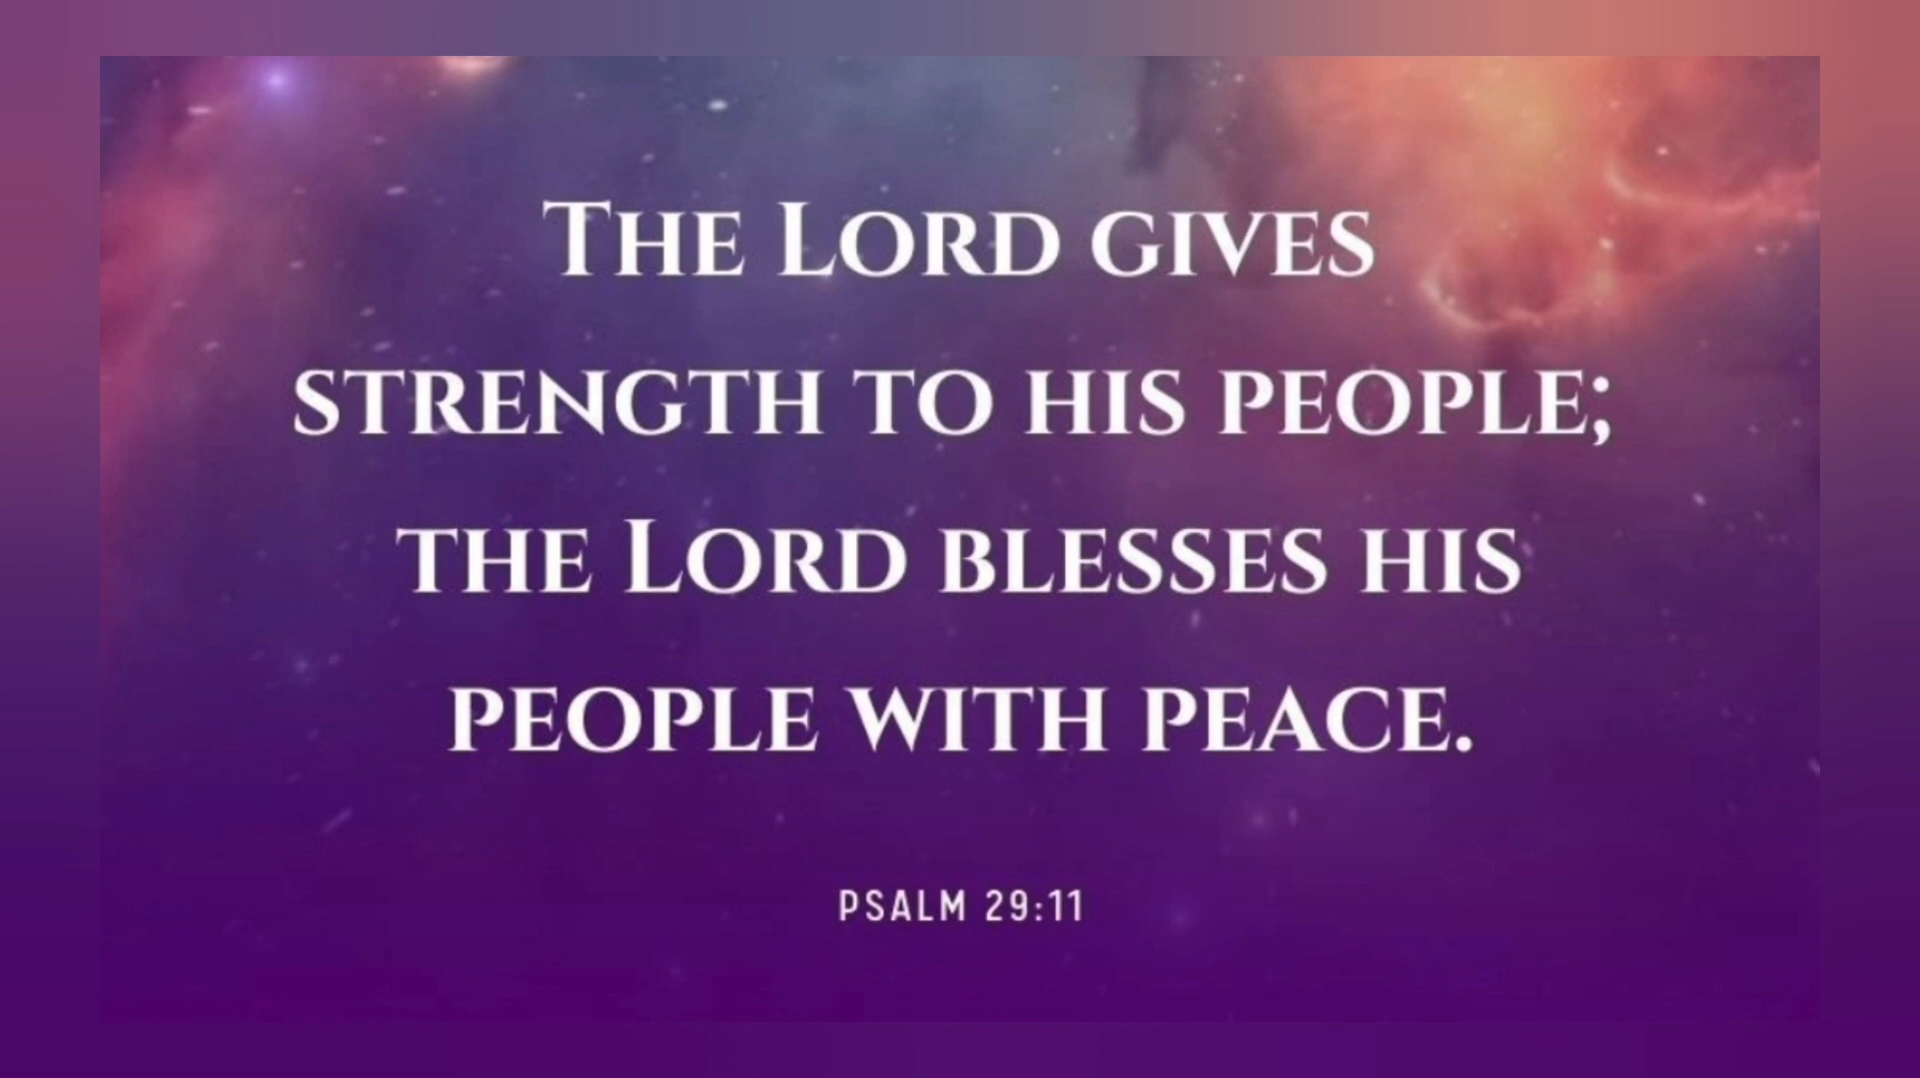 The Lord gives
strength to his people;
the Lord blesses his
people with peace.
PSALM 29:11